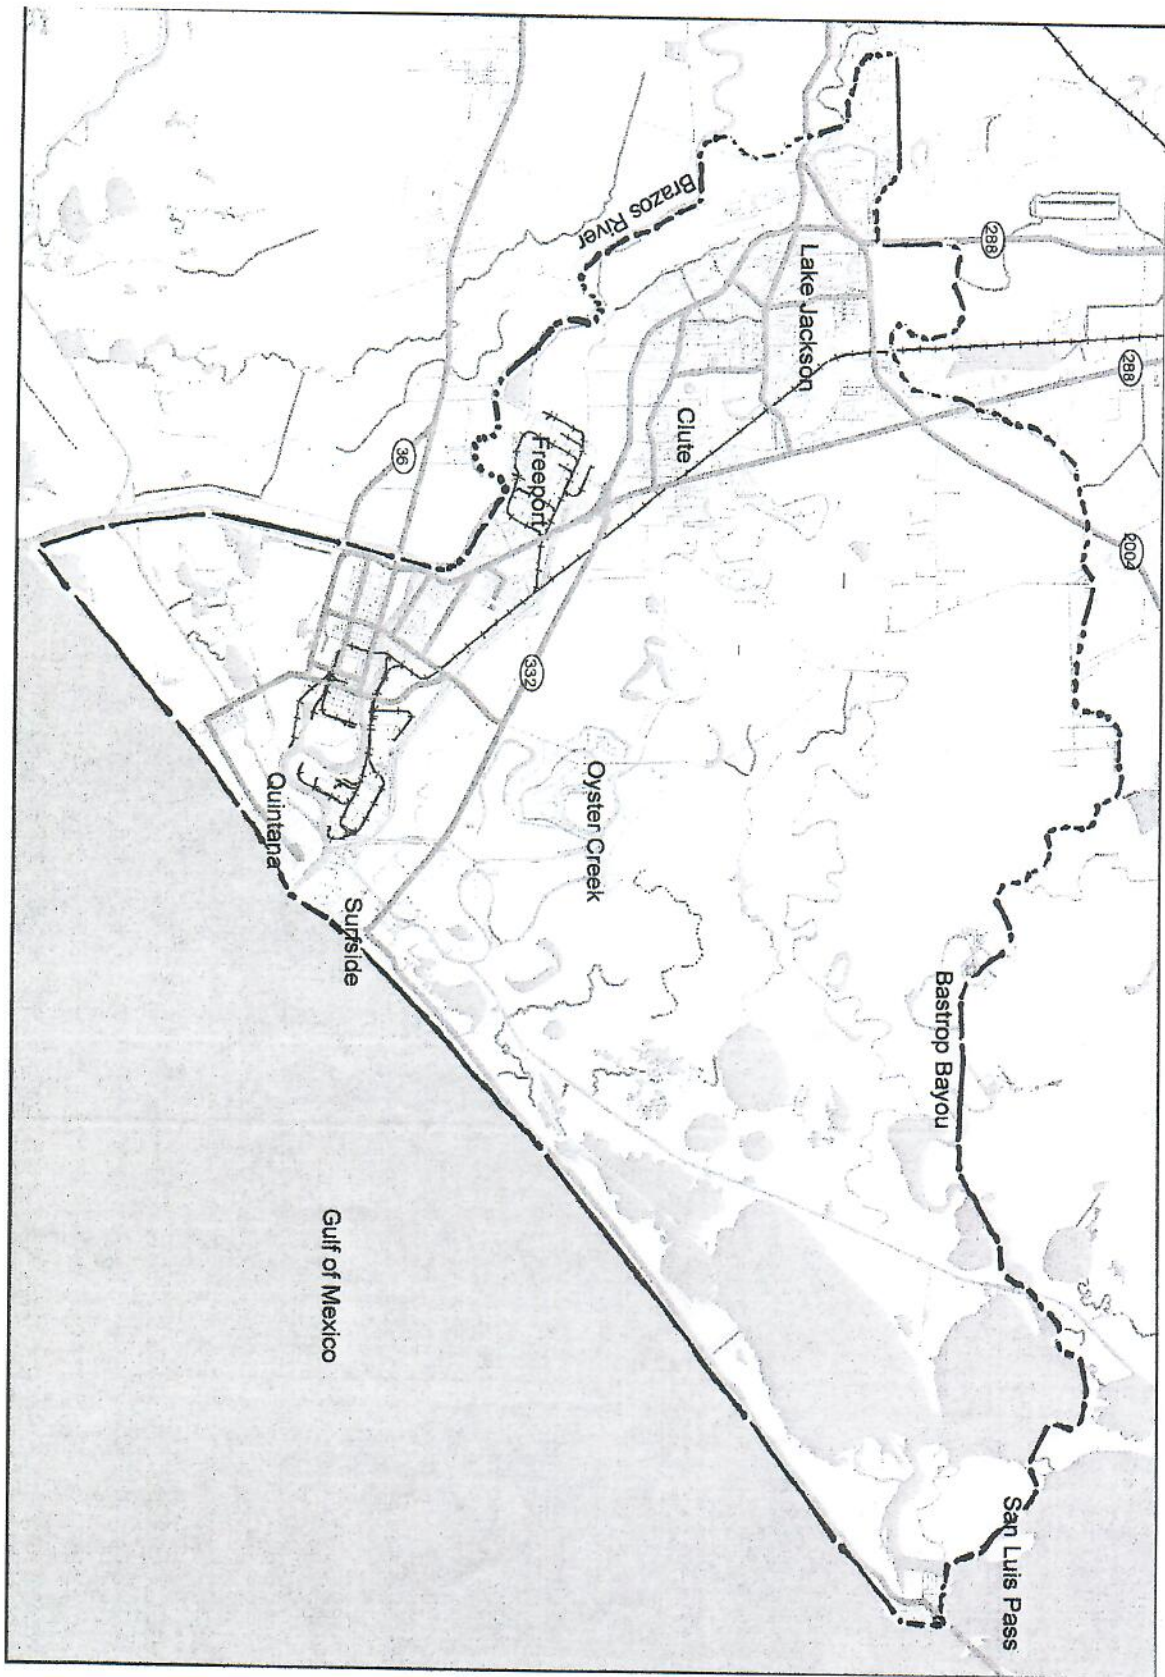 288
288
2004
Lake Jackson
Brazos River
Clute
Freeport
36
332
Oyster Creek
Bastrop Bayou
Quintana
Surfside
San Luis Pass
Gulf of Mexico